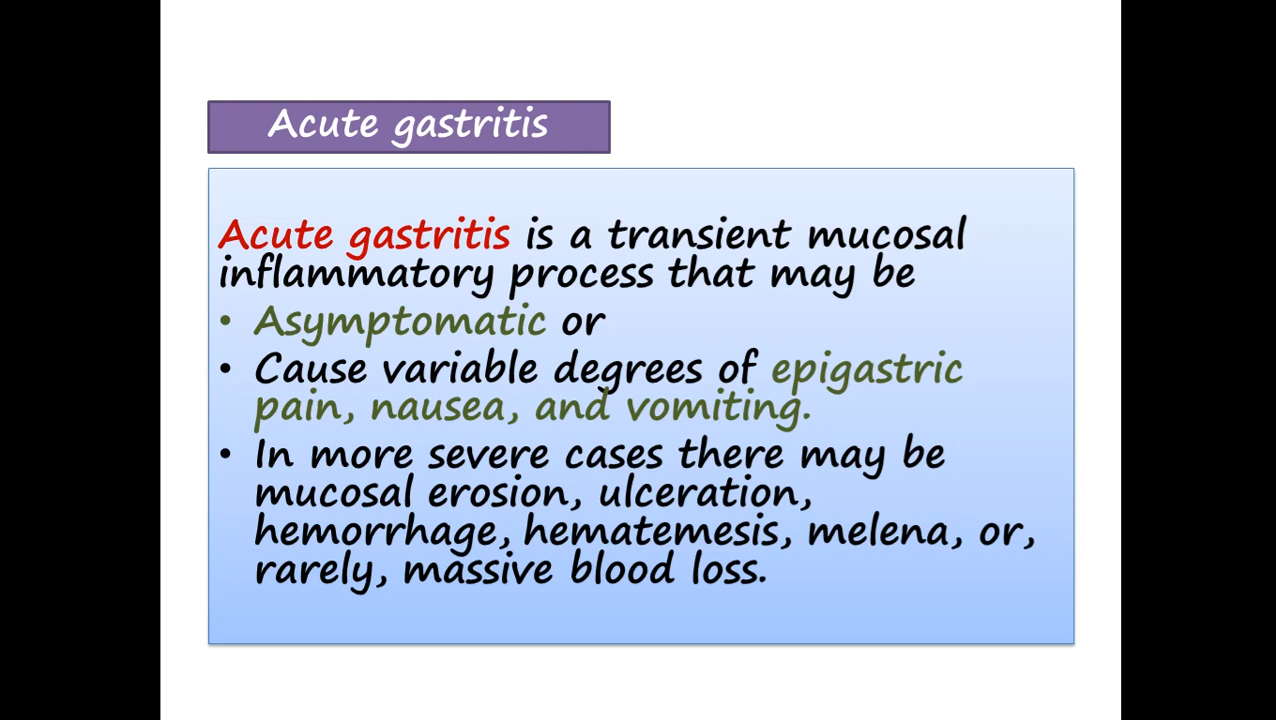 Acute gastritis
Acute gastritis is a transient mucosal
inflammatory process that may be
• Asymptomatic or
• Cause variable degrees of epigastric
pain, nausea, and vomiting.
• In more severe cases there may be
mucosal erosion, ulceration,
hemorrhage, hematemesis, melena, or,
rarely, massive blood loss.